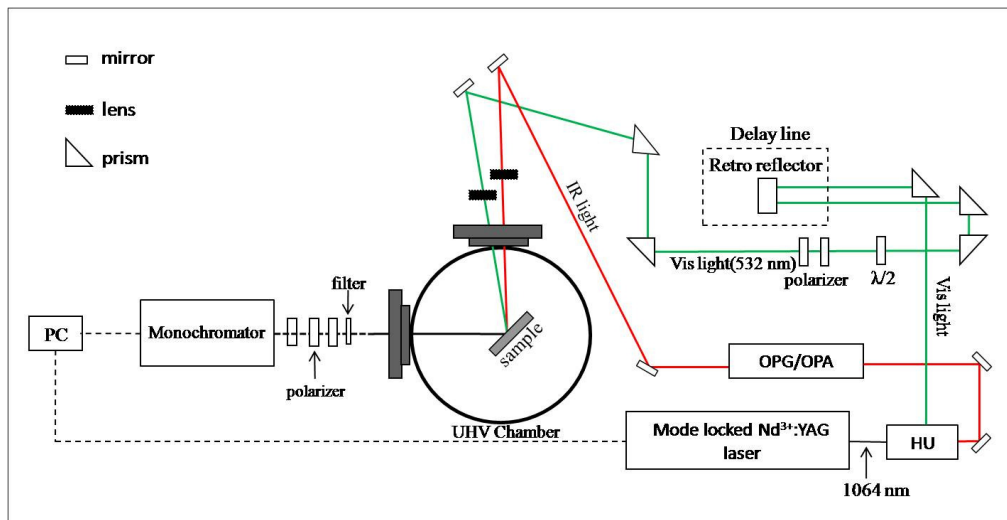 mirror
lens
prism
Delay line
Retro reflector
IR light
Vis light(532 nm)
polarizer
λ/2
Vis light
filter
PC
Monochromator
polarizer
sample
UHV Chamber
OPG/OPA
Mode locked Nd³⁺:YAG
laser
HU
1064 nm